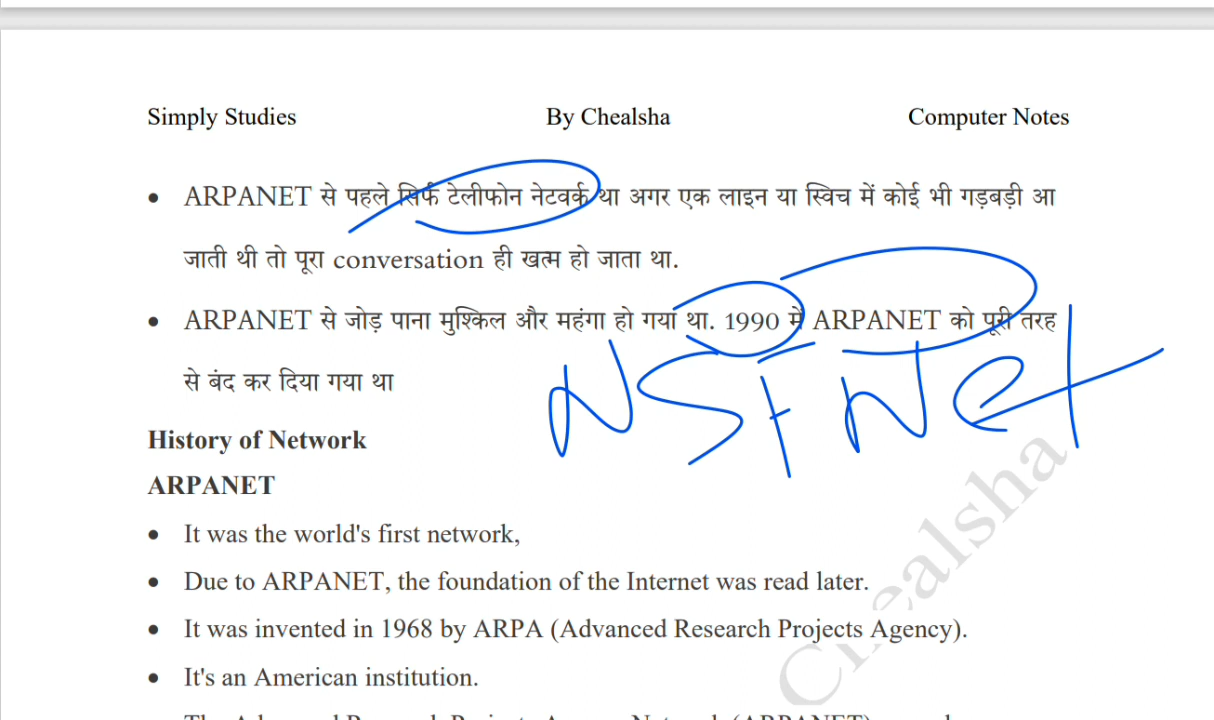 Simply Studies By Chealsha Computer Notes
• ARPANET से पहले सिर्फ टेलीफोन नेटवर्क था अगर एक लाइन या स्विच में कोई भी गड़बड़ी आ
जाती थी तो पूरा conversation ही खत्म हो जाता था.
• ARPANET से जोड़ पाना मुश्किल और महंगा हो गया था. 1990 मे ARPANET को पूरी तरह
से बंद कर दिया गया था
NSFNet
History of Network
ARPANET
• It was the world's first network,
• Due to ARPANET, the foundation of the Internet was read later.
• It was invented in 1968 by ARPA (Advanced Research Projects Agency).
• It's an American institution.
Chealsha